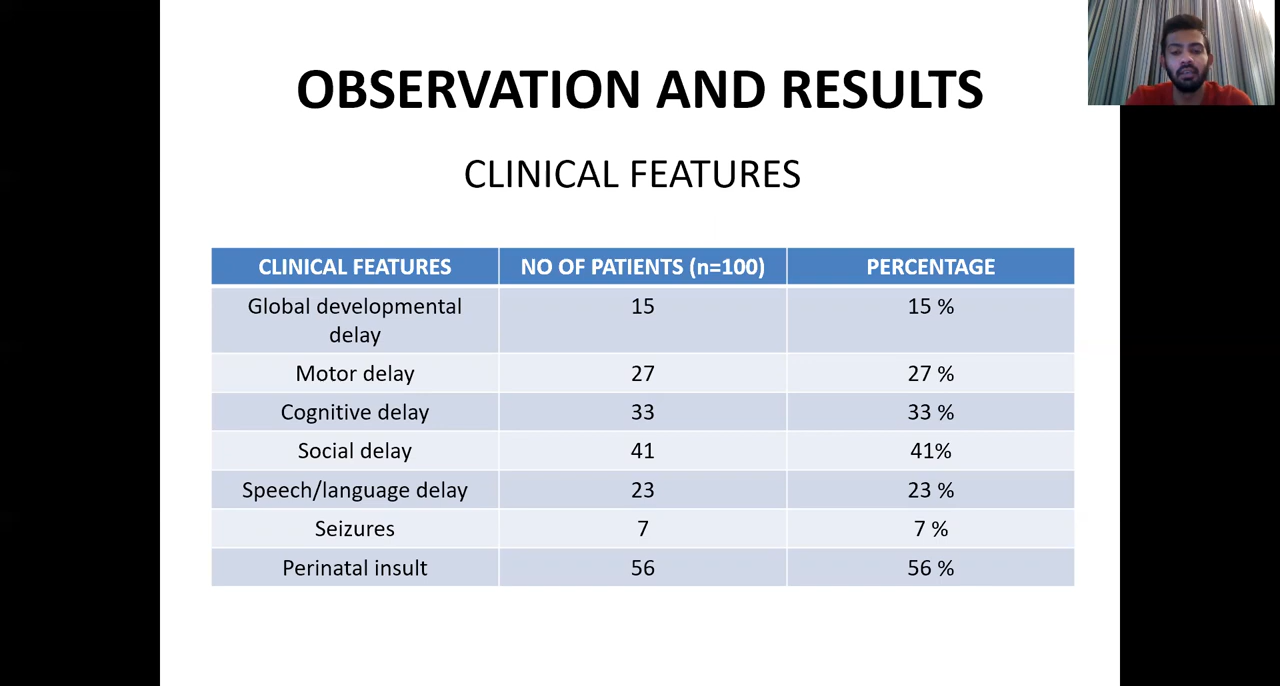 OBSERVATION AND RESULTS
CLINICAL FEATURES
CLINICAL FEATURES NO OF PATIENTS (n=100) PERCENTAGE
Global developmental
delay 15 15 %
Motor delay 27 27 %
Cognitive delay 33 33 %
Social delay 41 41%
Speech/language delay 23 23 %
Seizures 7 7 %
Perinatal insult 56 56 %